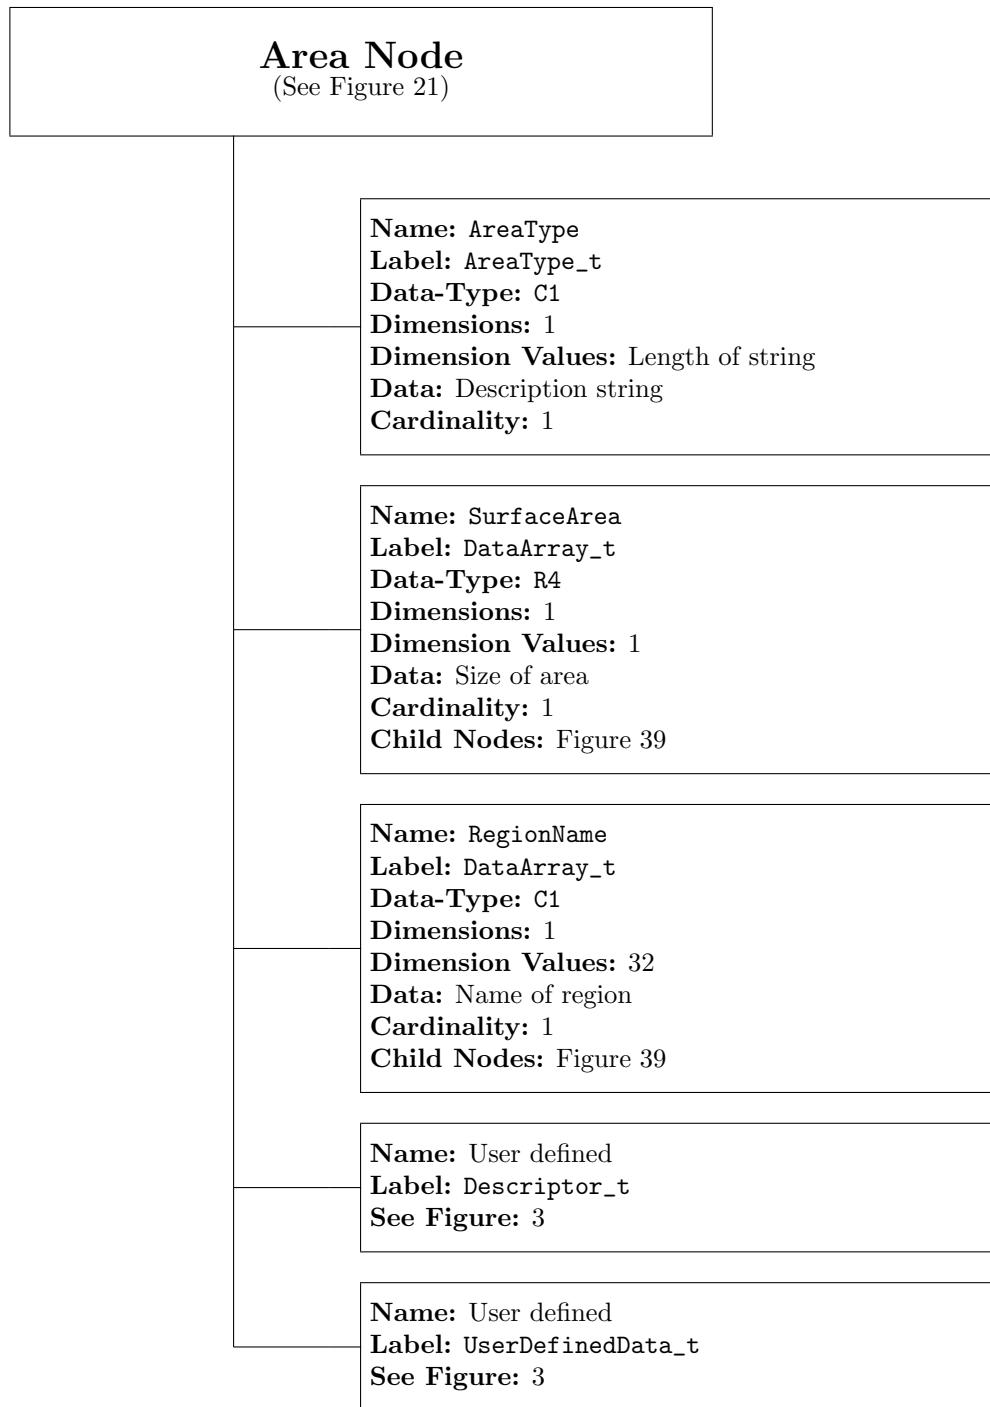 Area Node
(See Figure 21)
Name: AreaType
Label: AreaType_t
Data-Type: C1
Dimensions: 1
Dimension Values: Length of string
Data: Description string
Cardinality: 1
Name: SurfaceArea
Label: DataArray_t
Data-Type: R4
Dimensions: 1
Dimension Values: 1
Data: Size of area
Cardinality: 1
Child Nodes: Figure 39
Name: RegionName
Label: DataArray_t
Data-Type: C1
Dimensions: 1
Dimension Values: 32
Data: Name of region
Cardinality: 1
Child Nodes: Figure 39
Name: User defined
Label: Descriptor_t
See Figure: 3
Name: User defined
Label: UserDefinedData_t
See Figure: 3